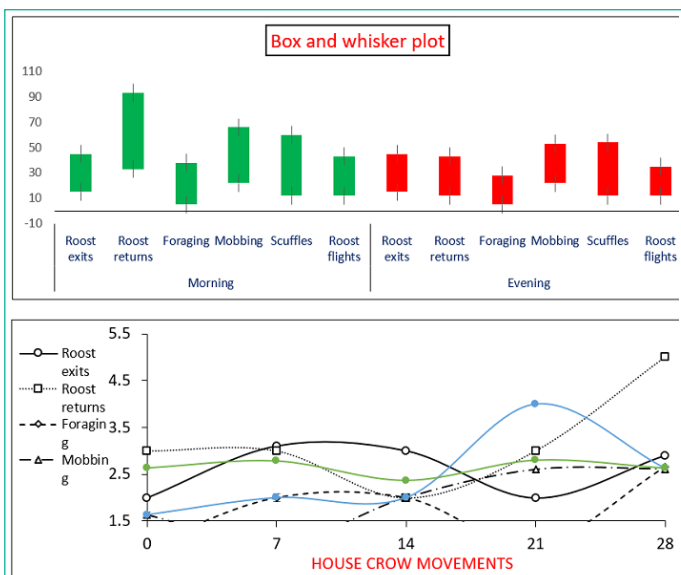 Box and whisker plot
110
90
70
50
30
10
-10
Roost Roost Foraging Mobbing Scuffles Roost Roost Roost Foraging Mobbing Scuffles Roost
exits returns flights exits returns flights
Morning Evening
5.5
4.5
3.5
2.5
1.5
Roost
exits
Roost
returns
Foragin
g
Mobbin
g
0 7 14 21 28
HOUSE CROW MOVEMENTS